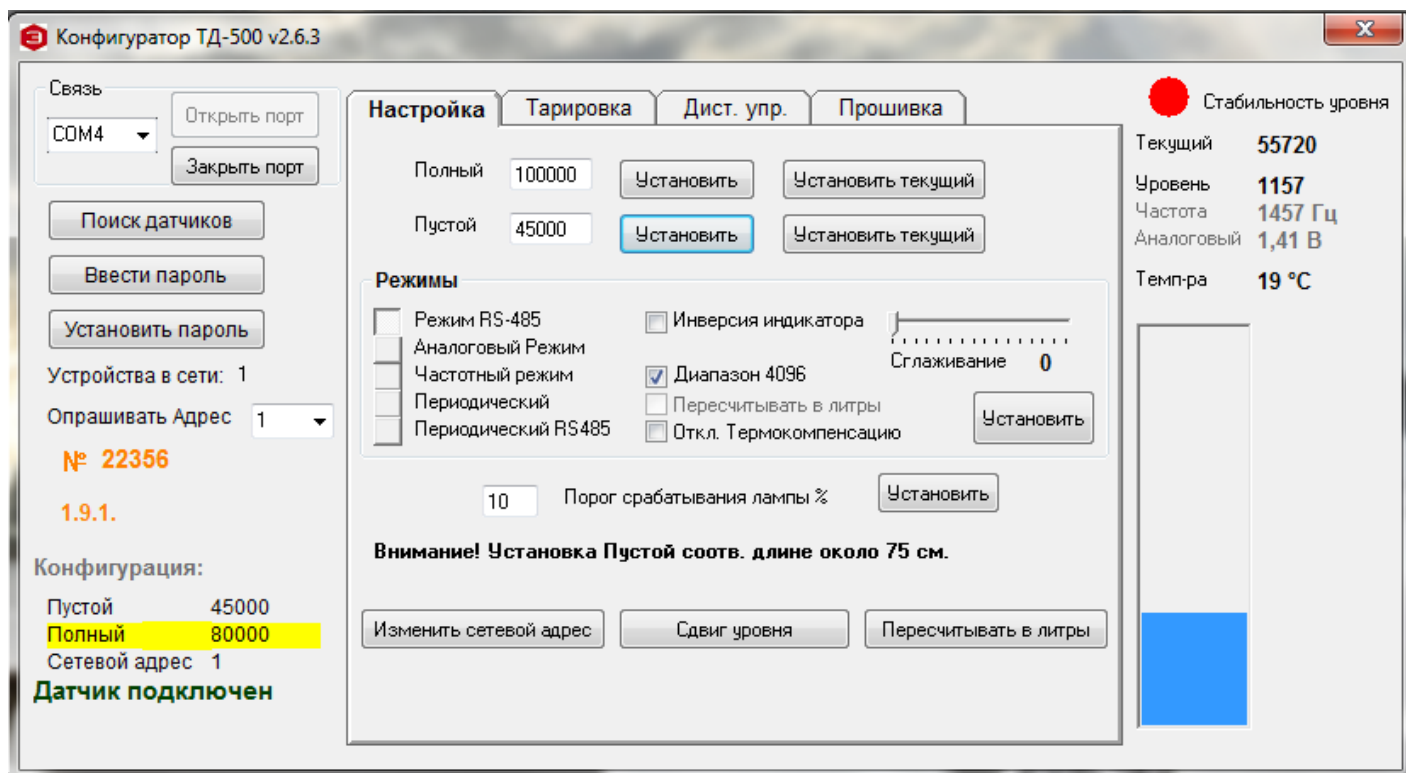 Конфигуратор ТД-500 v2.6.3
Связь
COM4
Открыть порт
Закрыть порт
Поиск датчиков
Ввести пароль
Установить пароль
Устройства в сети: 1
Опрашивать Адрес 1
№ 22356
1.9.1.
Конфигурация:
Пустой 45000
Полный 80000
Сетевой адрес 1
Датчик подключен
Настройка Тарировка Дист. упр. Прошивка
Полный 100000 Установить Установить текущий
Пустой 45000 Установить Установить текущий
Режимы
Режим RS-485
Аналоговый Режим
Частотный режим
Периодический
Периодический RS485
Инверсия индикатора
Диапазон 4096
Пересчитывать в литры
Откл. Термокомпенсацию
Сглаживание 0
Установить
10 Порог срабатывания лампы % Установить
Внимание! Установка Пустой соотв. длине около 75 см.
Изменить сетевой адрес Сдвиг уровня Пересчитывать в литры
Стабильность уровня
Текущий 55720
Уровень 1157
Частота 1457 Гц
Аналоговый 1,41 В
Темп-ра 19 °C